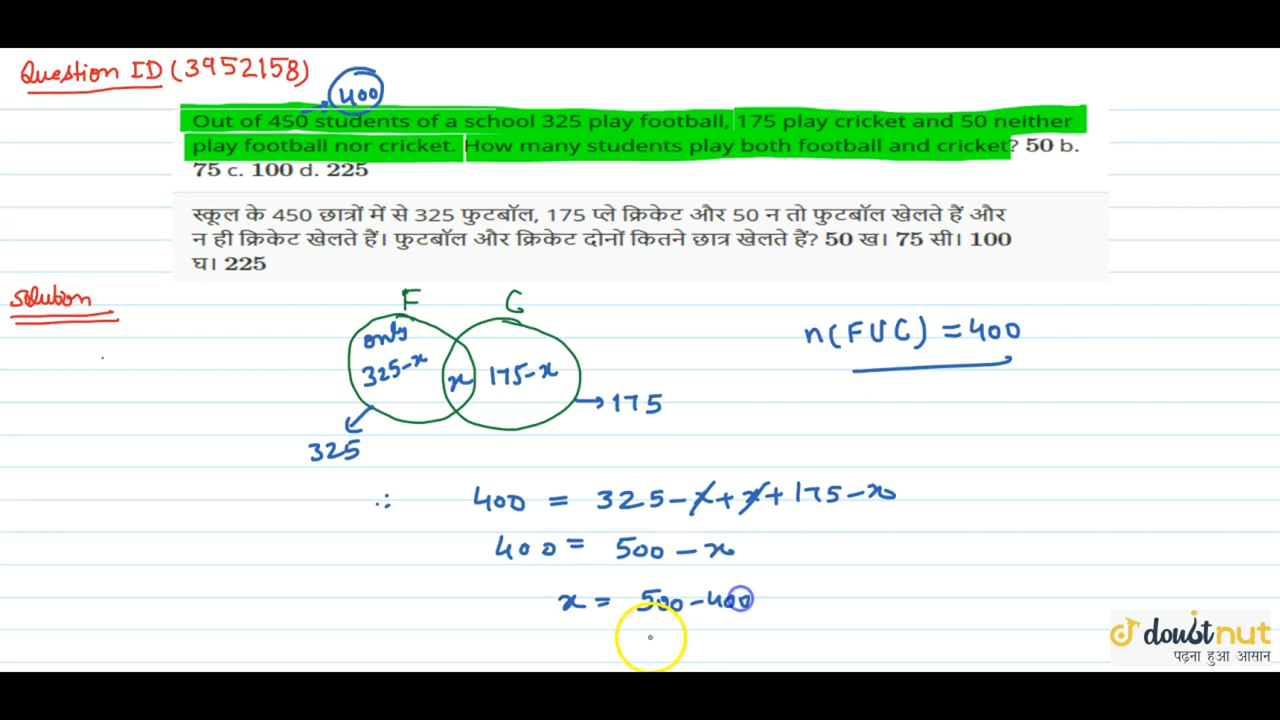 Question ID (3952158)
400
Out of 450 students of a school 325 play football, 175 play cricket and 50 neither
play football nor cricket. How many students play both football and cricket? 50 b.
75 c. 100 d. 225
स्कूल के 450 छात्रों में से 325 फुटबॉल, 175 प्ले क्रिकेट और 50 न तो फुटबॉल खेलते हैं और
न ही क्रिकेट खेलते हैं। फुटबॉल और क्रिकेट दोनों कितने छात्र खेलते हैं? 50 ख। 75 सी। 100
घ। 225
Solution
F C
only
325-x x 175-x
n(FUC) = 400
175
325
∴ 400 = 325-x+x+175-x
400 = 500-x
x = 500-400
doubtnut
पढ़ना हुआ आसान